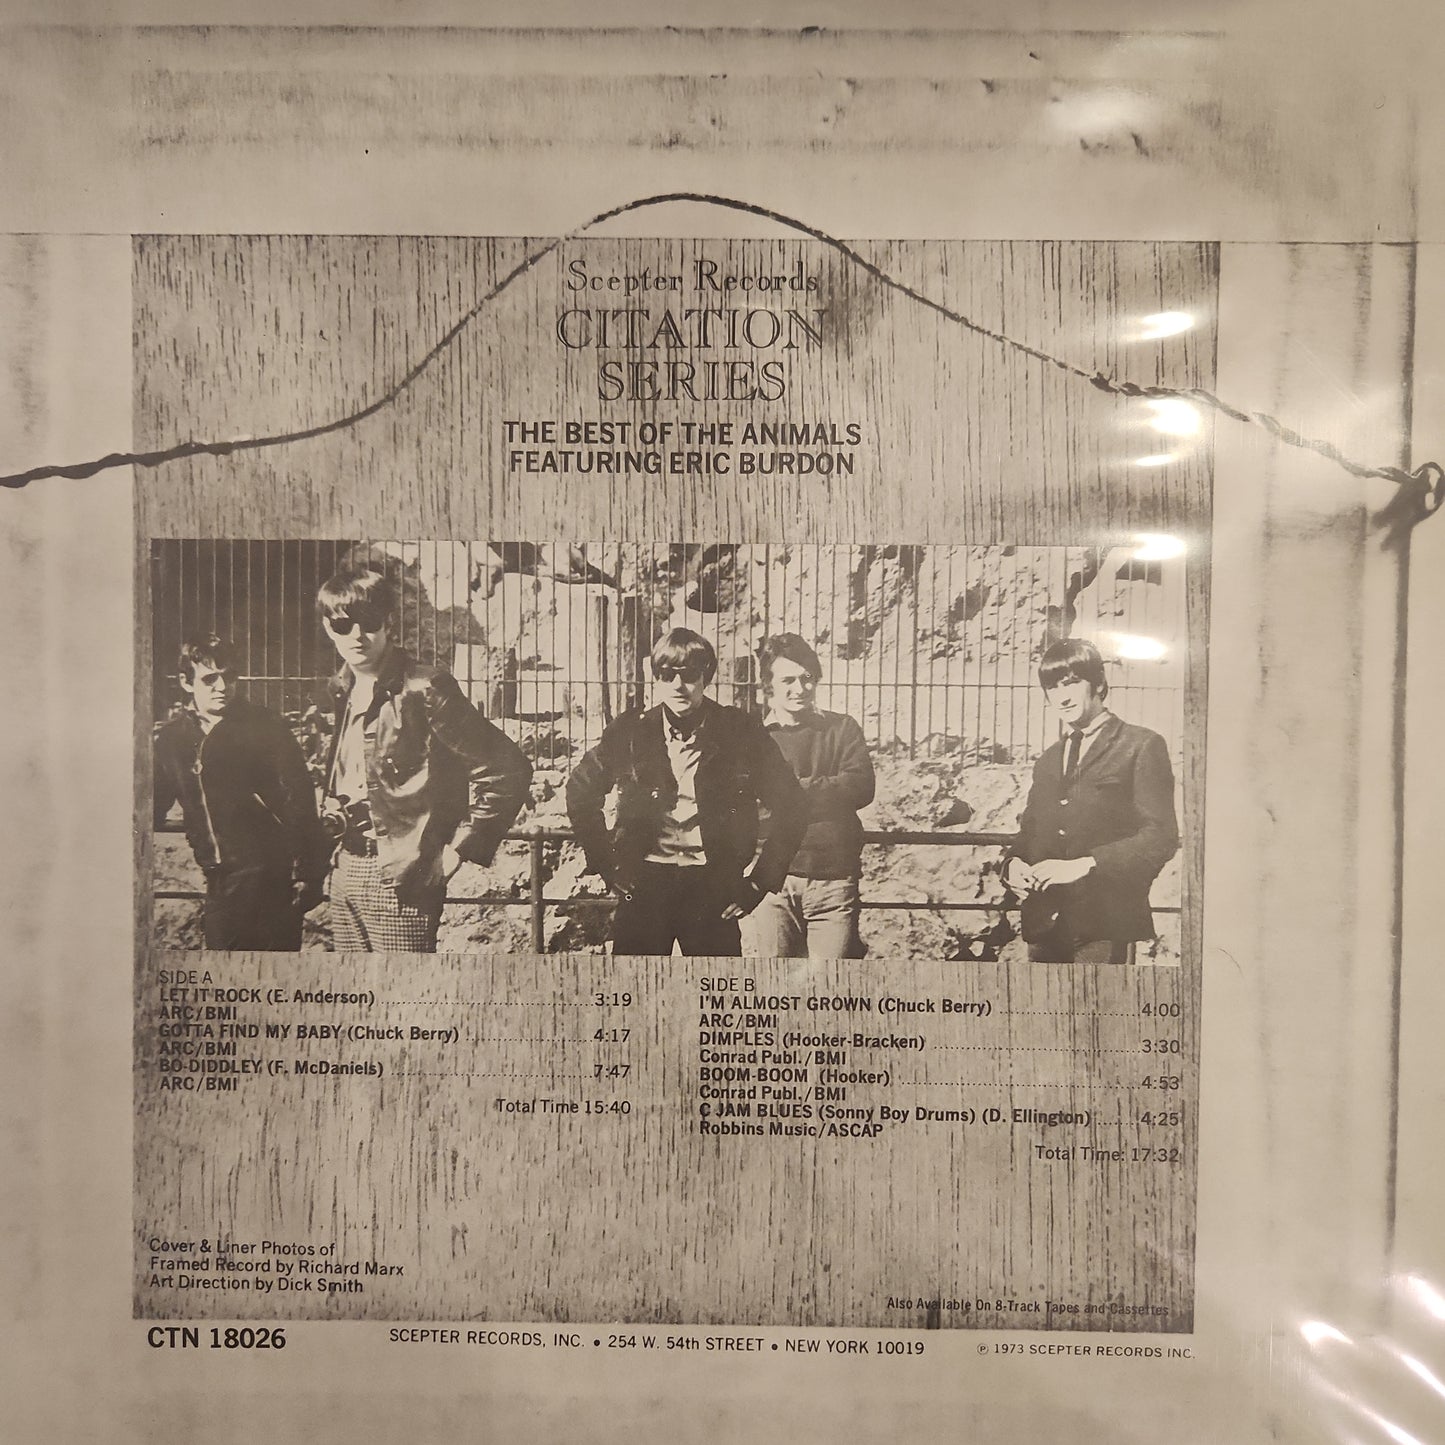 Scepter Records
CITATION
SERIES
THE BEST OF THE ANIMALS
FEATURING ERIC BURDON
SIDE A
LET IT ROCK (E. Anderson) 3:19
ARC/BMI
GOTTA FIND MY BABY (Chuck Berry) 4:17
ARC/BMI
BO-DIDDLEY (F. McDaniels) 7:47
ARC/BMI
Total Time 15:40
SIDE B
I'M ALMOST GROWN (Chuck Berry) 4:00
ARC/BMI
DIMPLES (Hooker-Bracken) 3:30
Conrad Publ./BMI
BOOM-BOOM (Hooker) 4:53
Conrad Publ./BMI
C JAM BLUES (Sonny Boy Drums) (D. Ellington) 4:25
Robbins Music/ASCAP
Total Time: 17:32
Cover & Liner Photos of
Framed Record by Richard Marx
Art Direction by Dick Smith
Also Available On 8-Track Tapes and Cassettes
CTN 18026 SCEPTER RECORDS, INC. • 254 W. 54th STREET • NEW YORK 10019 ℗ 1973 SCEPTER RECORDS INC.